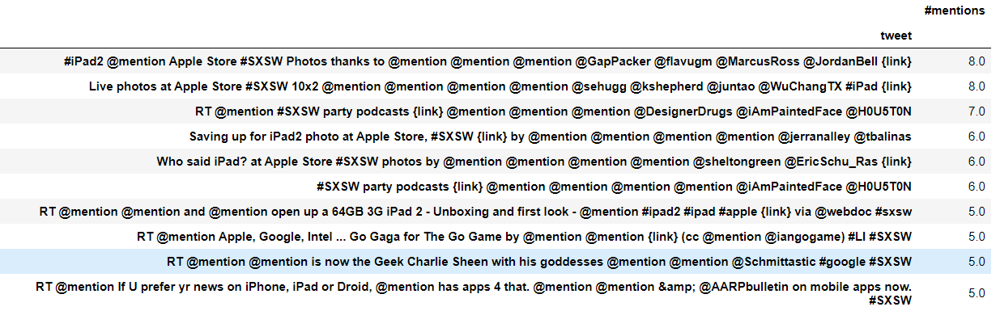 #mentions
tweet
#iPad2 @mention Apple Store #SXSW Photos thanks to @mention @mention @mention @GapPacker @flavugm @MarcusRoss @JordanBell {link} 8.0
Live photos at Apple Store #SXSW 10x2 @mention @mention @mention @mention @sehugg @kshepherd @juntao @WuChangTX #iPad {link} 8.0
RT @mention #SXSW party podcasts {link} @mention @mention @mention @DesignerDrugs @iAmPaintedFace @H0U5T0N 7.0
Saving up for iPad2 photo at Apple Store, #SXSW {link} by @mention @mention @mention @mention @jerranalley @tbalinas 6.0
Who said iPad? at Apple Store #SXSW photos by @mention @mention @mention @mention @sheltongreen @EricSchu_Ras {link} 6.0
#SXSW party podcasts {link} @mention @mention @mention @mention @iAmPaintedFace @H0U5T0N 6.0
RT @mention @mention and @mention open up a 64GB 3G iPad 2 - Unboxing and first look - @mention #ipad2 #ipad #apple {link} via @webdoc #sxsw 5.0
RT @mention Apple, Google, Intel ... Go Gaga for The Go Game by @mention @mention {link} (cc @mention @iangogame) #LI #SXSW 5.0
RT @mention @mention is now the Geek Charlie Sheen with his goddesses @mention @mention @Schmittastic #google #SXSW 5.0
RT @mention If U prefer yr news on iPhone, iPad or Droid, @mention has apps 4 that. @mention @mention &amp; @AARPbulletin on mobile apps now.
#SXSW 5.0